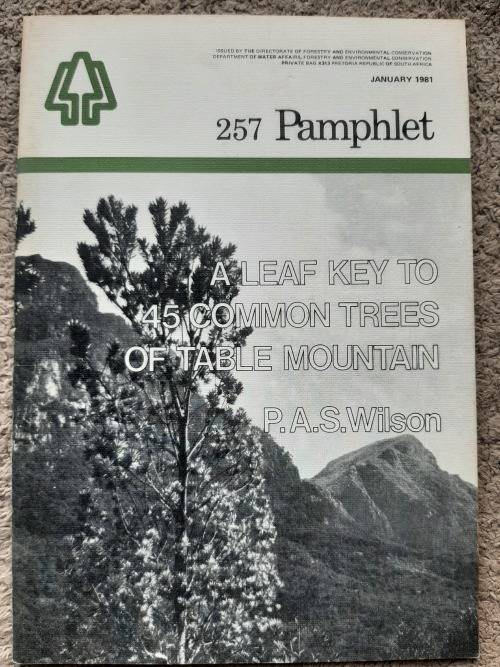 ISSUED BY THE DIRECTORATE OF FORESTRY AND ENVIRONMENTAL CONSERVATION
DEPARTMENT OF WATER AFFAIRS, FORESTRY AND ENVIRONMENTAL CONSERVATION
PRIVATE BAG X313 PRETORIA REPUBLIC OF SOUTH AFRICA
JANUARY 1981
257 Pamphlet
A LEAF KEY TO
45 COMMON TREES
OF TABLE MOUNTAIN
P.A.S.Wilson